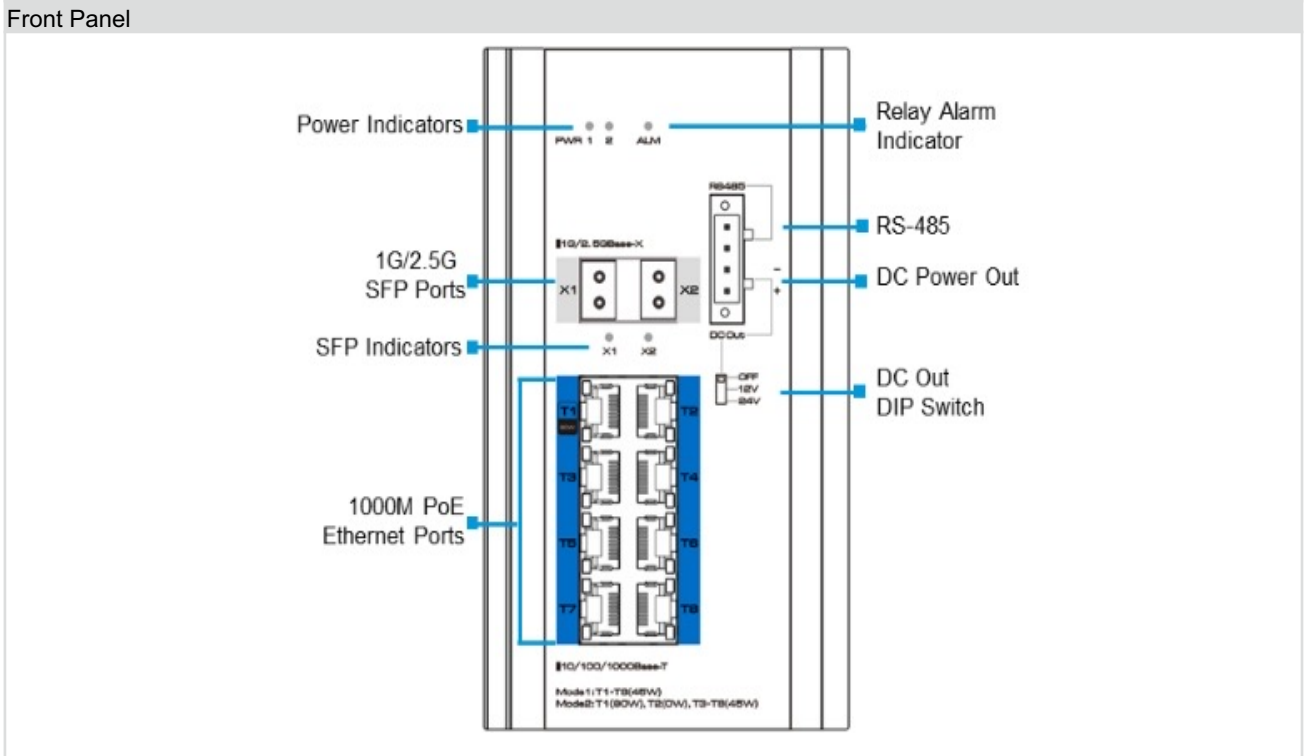 Front Panel
Power Indicators
PWR 1 2 ALM
Relay Alarm
Indicator
RS485
RS-485
1G/2.5GBase-X
1G/2.5G
SFP Ports
X1
X2
−
+
DC Power Out
DC Out
SFP Indicators
X1 X2
OFF
12V
24V
DC Out
DIP Switch
T1
T2
T3
T4
1000M PoE
Ethernet Ports
T5
T6
T7
T8
10/100/1000Base-T
Mode1:T1-T8(45W)
Mode2:T1(90W), T2(0W), T3-T8(45W)